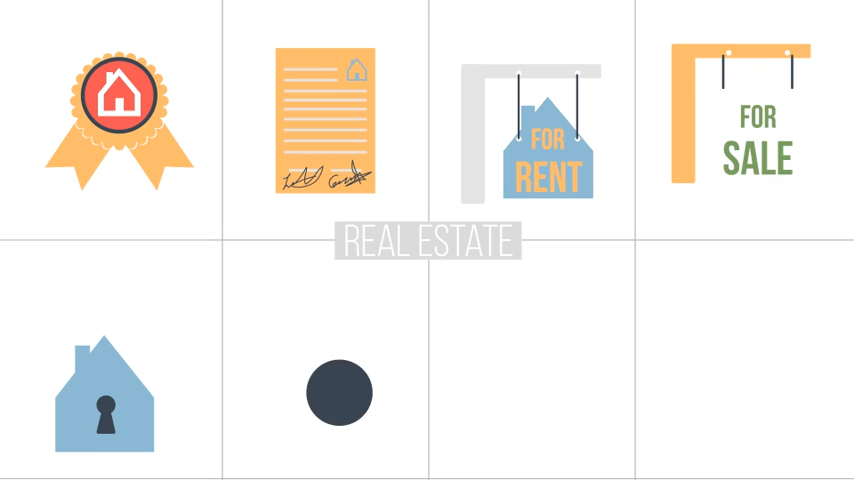 FOR
RENT
FOR
SALE
REAL ESTATE